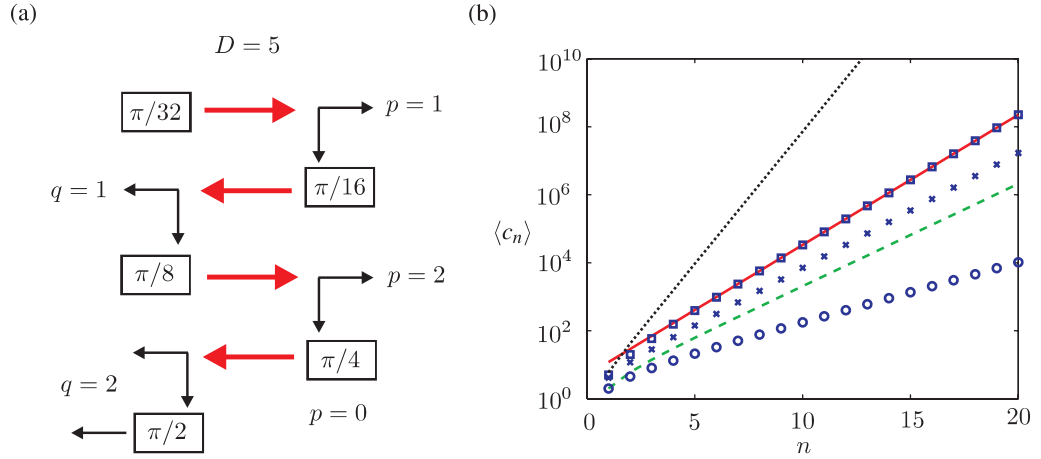 (a)
D = 5
π/32
p = 1
π/16
q = 1
π/8
p = 2
π/4
q = 2
p = 0
π/2
(b)
10^10
10^8
10^6
⟨c_n⟩
10^4
10^2
10^0
0 5 10 15 20
n